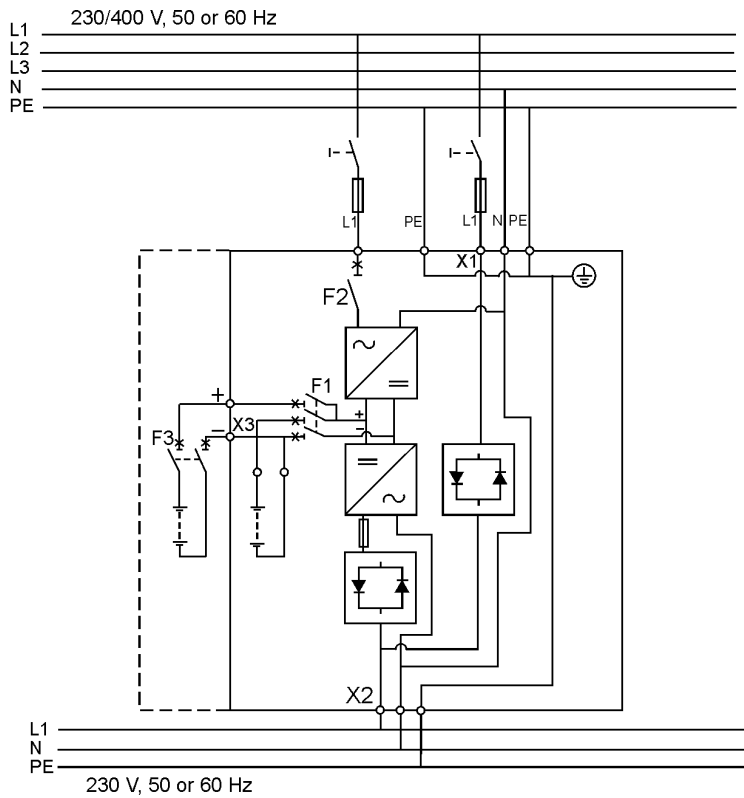 230/400 V, 50 or 60 Hz
L1
L2
L3
N
PE
L1
PE
L1
N
PE
X1
F2
F1
+
+
−
−
X3
F3
X2
L1
N
PE
230 V, 50 or 60 Hz